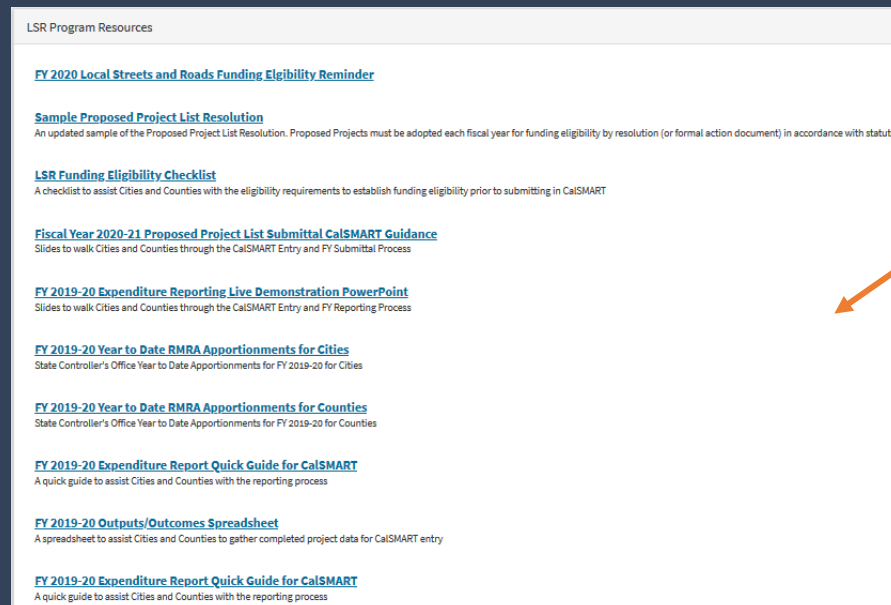 LSR Program Resources
FY 2020 Local Streets and Roads Funding Elgibility Reminder
Sample Proposed Project List Resolution
An updated sample of the Proposed Project List Resolution. Proposed Projects must be adopted each fiscal year for funding eligibility by resolution (or formal action document) in accordance with statut
LSR Funding Eligibility Checklist
A checklist to assist Cities and Counties with the eligibility requirements to establish funding eligibility prior to submitting in CalSMART
Fiscal Year 2020-21 Proposed Project List Submittal CalSMART Guidance
Slides to walk Cities and Counties through the CalSMART Entry and FY Submittal Process
FY 2019-20 Expenditure Reporting Live Demonstration PowerPoint
Slides to walk Cities and Counties through the CalSMART Entry and FY Reporting Process
FY 2019-20 Year to Date RMRA Apportionments for Cities
State Controller's Office Year to Date Apportionments for FY 2019-20 for Cities
FY 2019-20 Year to Date RMRA Apportionments for Counties
State Controller's Office Year to Date Apportionments for FY 2019-20 for Counties
FY 2019-20 Expenditure Report Quick Guide for CalSMART
A quick guide to assist Cities and Counties with the reporting process
FY 2019-20 Outputs/Outcomes Spreadsheet
A spreadsheet to assist Cities and Counties to gather completed project data for CalSMART entry
FY 2019-20 Expenditure Report Quick Guide for CalSMART
A quick guide to assist Cities and Counties with the reporting process